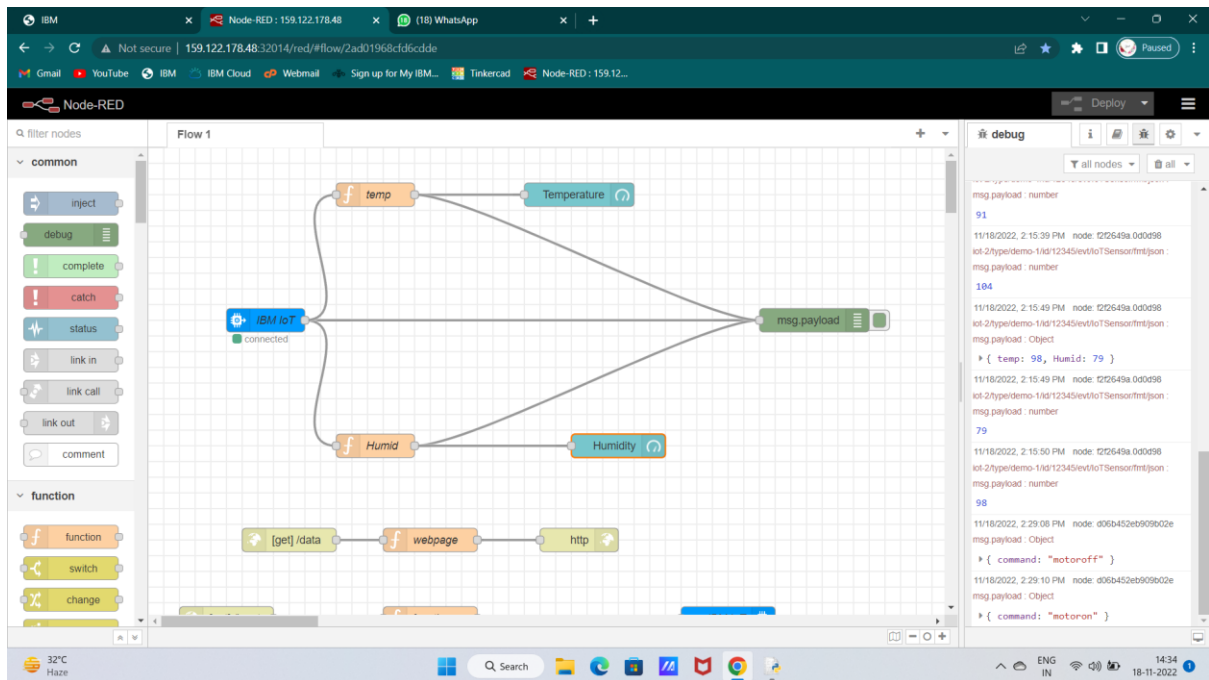 IBM
Node-RED : 159.122.178.48
(18) WhatsApp
Not secure
159.122.178.48:32014/red/#flow/2ad01968cfd6cdde
Paused
Gmail
YouTube
IBM
IBM Cloud
Webmail
Sign up for My IBM...
Tinkercad
Node-RED : 159.12...
Node-RED
Deploy
filter nodes
common
inject
debug
complete
catch
status
link in
link call
link out
comment
function
function
switch
change
Flow 1
temp
Temperature
IBM IoT
connected
msg.payload
Humid
Humidity
[get] /data
webpage
http
debug
all nodes
all
msg.payload : number
91
11/18/2022, 2:15:39 PM node: f2f2649a.0d0d98
iot-2/type/demo-1/id/12345/evt/IoTSensor/fmt/json :
msg.payload : number
104
11/18/2022, 2:15:49 PM node: f2f2649a.0d0d98
iot-2/type/demo-1/id/12345/evt/IoTSensor/fmt/json :
msg.payload : Object
{ temp: 98, Humid: 79 }
11/18/2022, 2:15:49 PM node: f2f2649a.0d0d98
iot-2/type/demo-1/id/12345/evt/IoTSensor/fmt/json :
msg.payload : number
79
11/18/2022, 2:15:50 PM node: f2f2649a.0d0d98
iot-2/type/demo-1/id/12345/evt/IoTSensor/fmt/json :
msg.payload : number
98
11/18/2022, 2:29:08 PM node: d06b452eb909b02e
msg.payload : Object
{ command: "motoroff" }
11/18/2022, 2:29:10 PM node: d06b452eb909b02e
msg.payload : Object
{ command: "motoron" }
32°C
Haze
Search
ENG
IN
14:34
18-11-2022
1